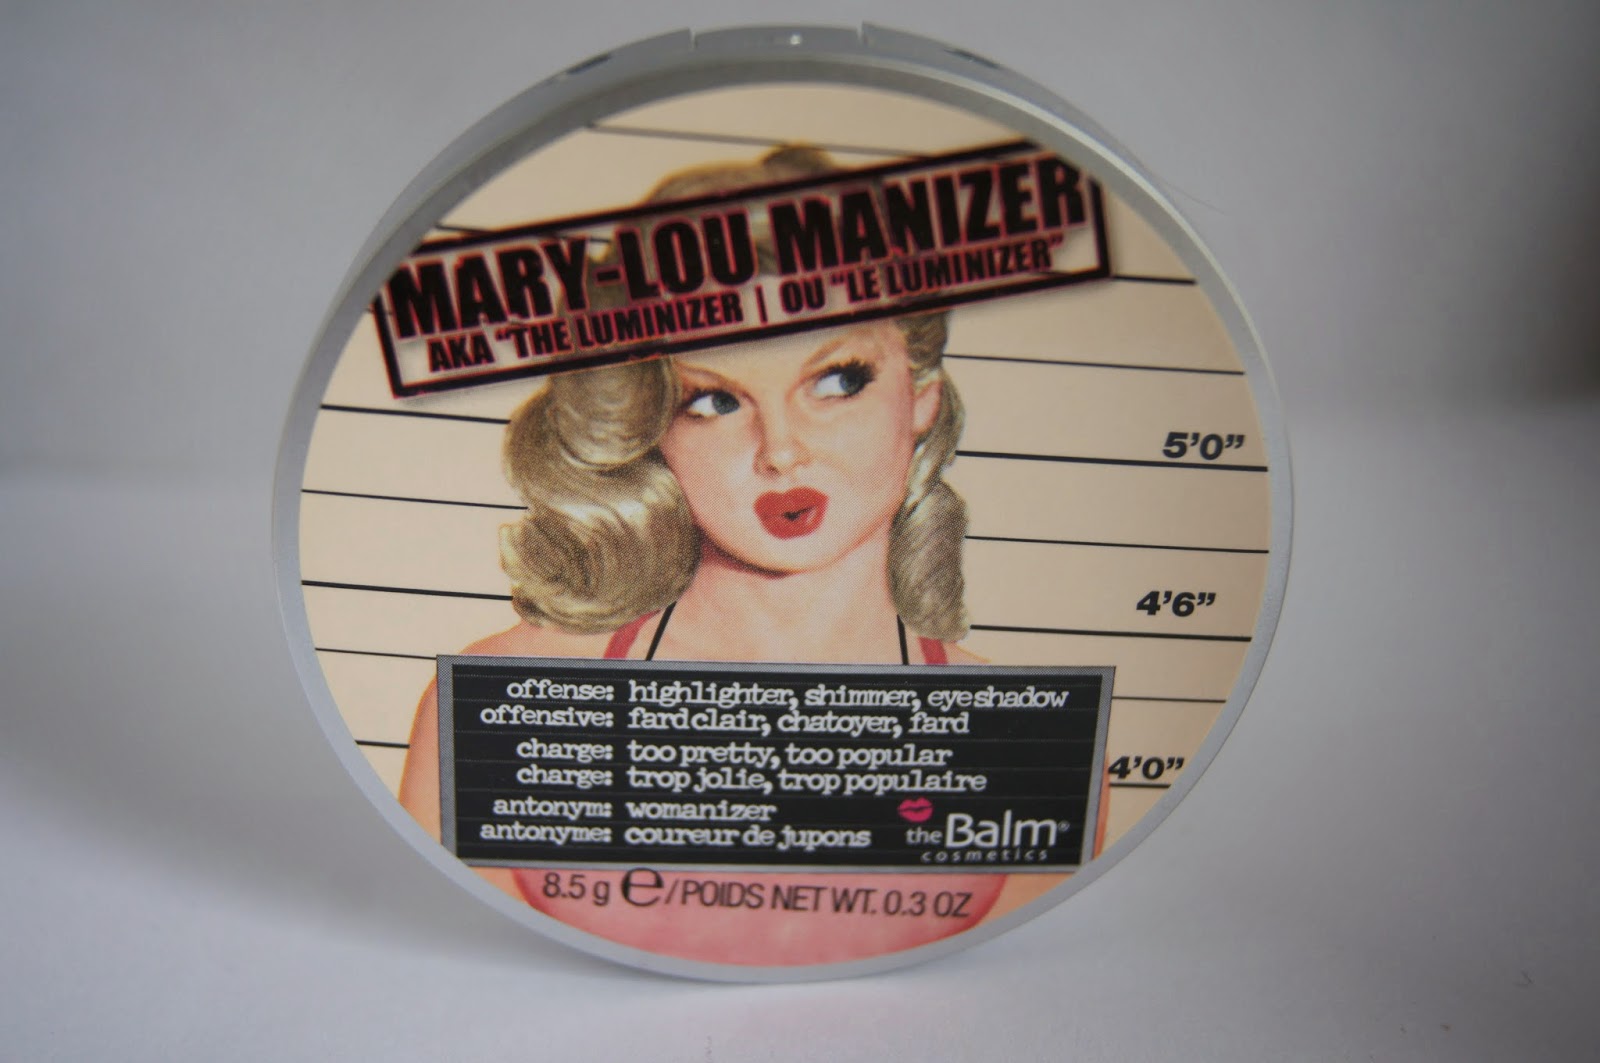 MARY-LOU MANIZER
AKA "THE LUMINIZER | OU "LE LUMINIZER"
5'0"
4'6"
4'0"
offense: highlighter, shimmer, eyeshadow
offensive: fard clair, chatoyer, fard
charge: too pretty, too popular
charge: trop jolie, trop populaire
antonym: womanizer
antonyme: coureur de jupons
theBalm®
cosmetics
8.5 g ℮/POIDS NET WT. 0.3 OZ